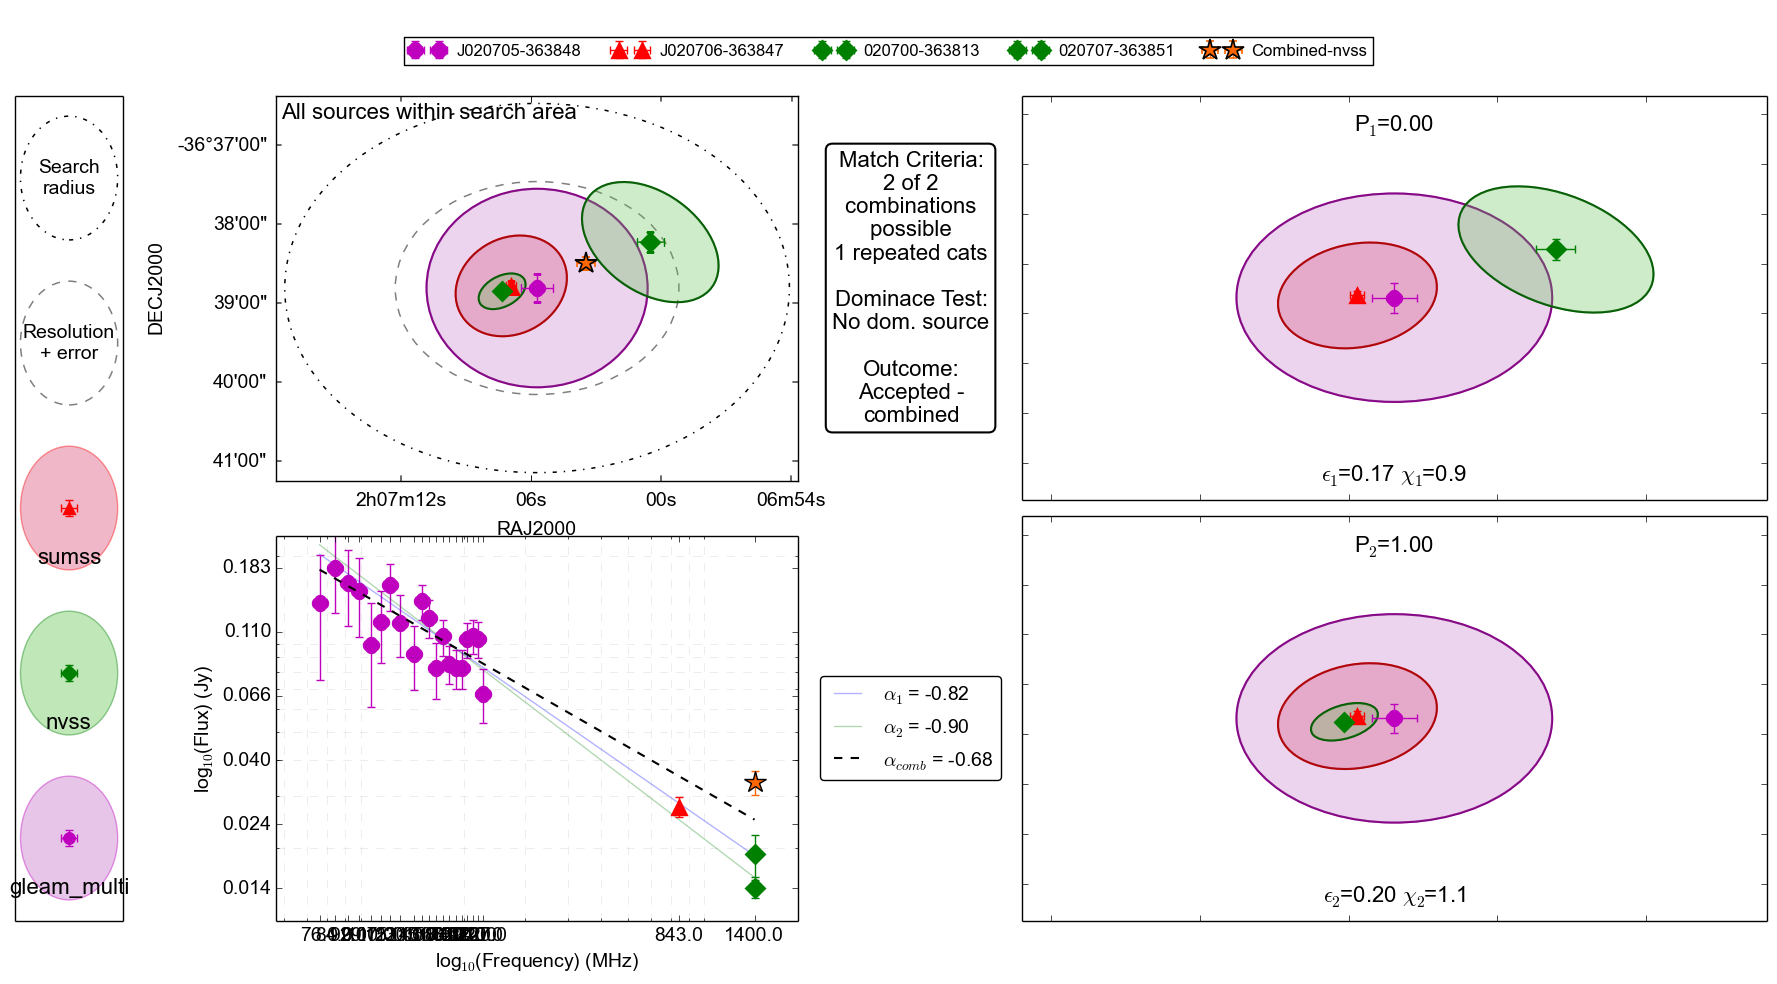 J020705-363848 J020706-363847 020700-363813 020707-363851 Combined-nvss
Search
radius
Resolution
+ error
sumss
nvss
gleam_multi
All sources within search area
DECJ2000
-36°37'00"
38'00"
39'00"
40'00"
41'00"
2h07m12s 06s 00s 06m54s
RAJ2000
Match Criteria:
2 of 2
combinations
possible
1 repeated cats
Dominace Test:
No dom. source
Outcome:
Accepted -
combined
P1=0.00
ϵ1=0.17 χ1=0.9
P2=1.00
ϵ2=0.20 χ2=1.1
log10(Flux) (Jy)
0.183
0.110
0.066
0.040
0.024
0.014
843.0 1400.0
log10(Frequency) (MHz)
α1 = -0.82
α2 = -0.90
αcomb = -0.68